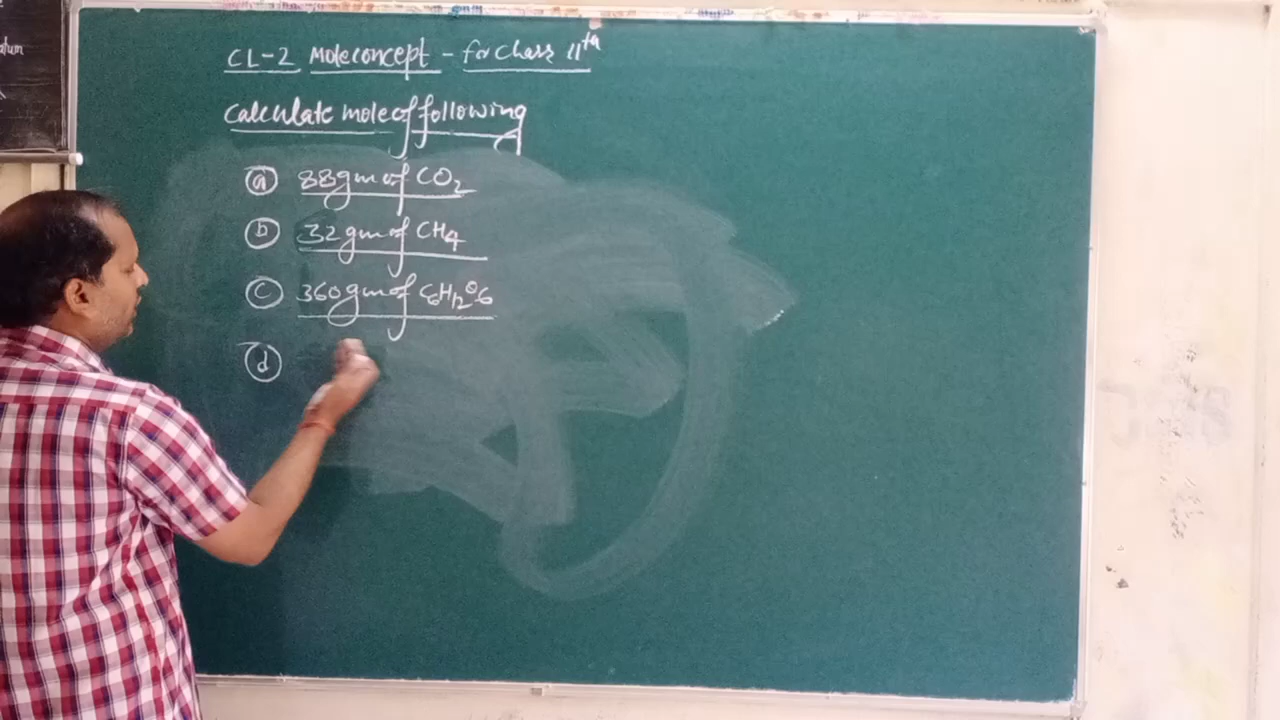 CL-2 Moleconcept - for Class 11th
Calculate mole of following
(a) 88gm of CO2
(b) 32gm of CH4
(c) 360gm of C6H12O6
(d)